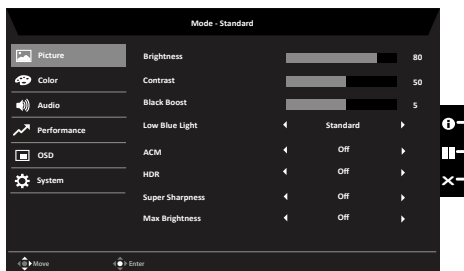 Mode - Standard
Picture
Color
Audio
Performance
OSD
System
Brightness 80
Contrast 50
Black Boost 5
Low Blue Light Standard
ACM Off
HDR Off
Super Sharpness Off
Max Brightness Off
Move Enter